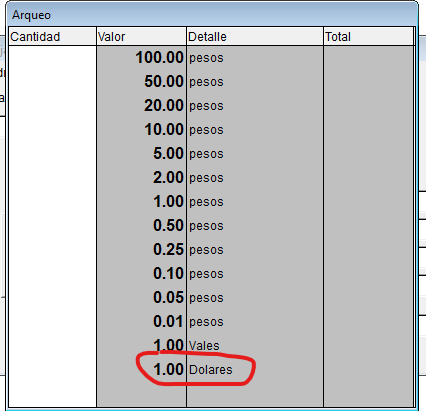 Arqueo
Cantidad Valor Detalle Total
100.00 pesos
50.00 pesos
20.00 pesos
10.00 pesos
5.00 pesos
2.00 pesos
1.00 pesos
0.50 pesos
0.25 pesos
0.10 pesos
0.05 pesos
0.01 pesos
1.00 Vales
1.00 Dolares